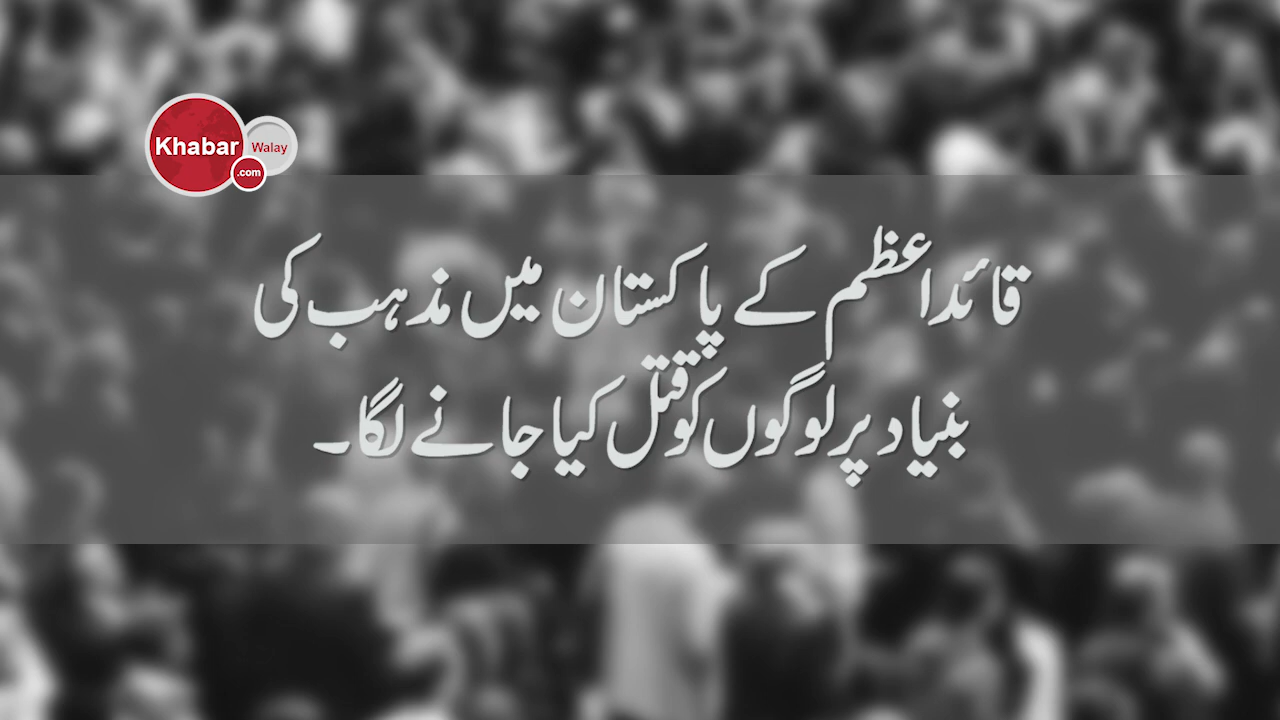 Khabar
Walay
.com
قائداعظم کے پاکستان میں مذہب کی
بنیاد پر لوگوں کو قتل کیا جانے لگا۔